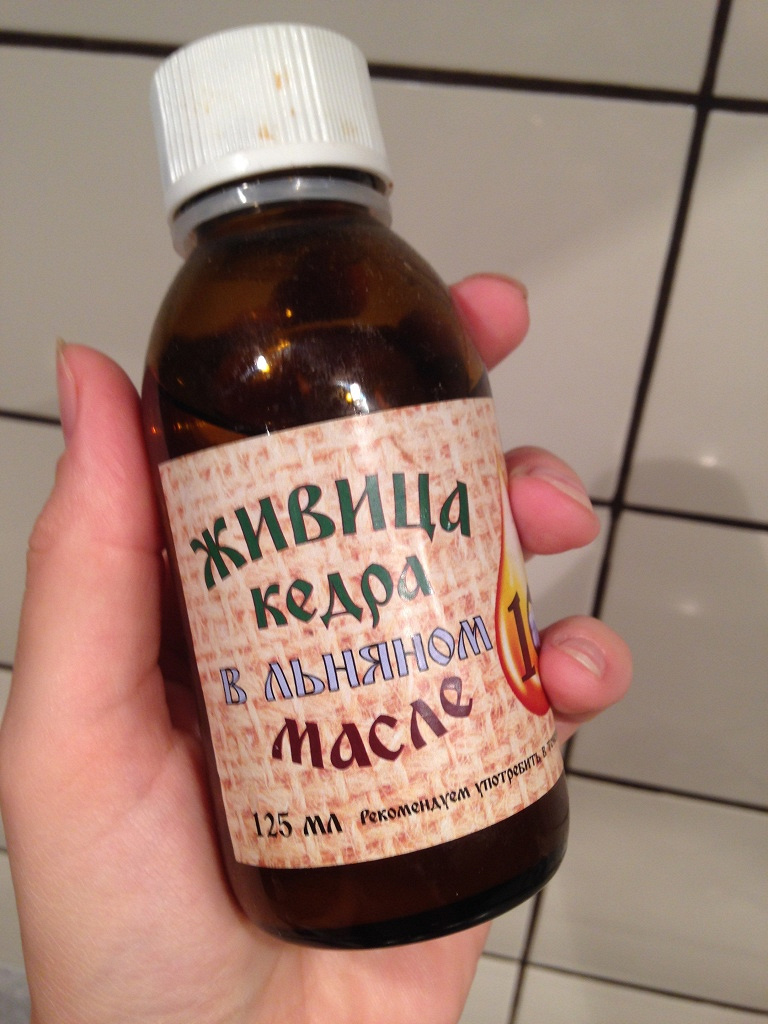 живица
кедра
в льняном
масле
125 мл Рекомендуем употребить в